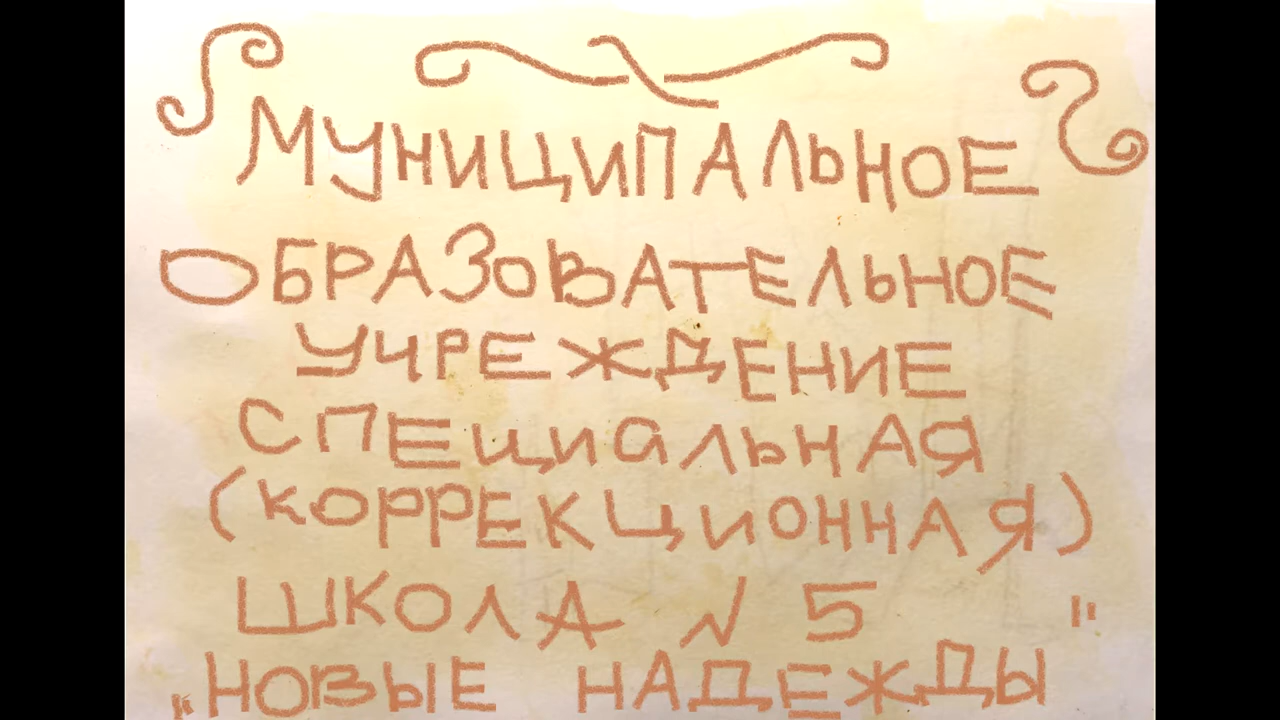 МУНИЦИПАЛЬНОЕ
ОБРАЗОВАТЕЛЬНОЕ
УЧРЕЖДЕНИЕ
СПЕЦИАЛЬНАЯ
(КОРРЕКЦИОННАЯ)
ШКОЛА № 5
„НОВЫЕ НАДЕЖДЫ"